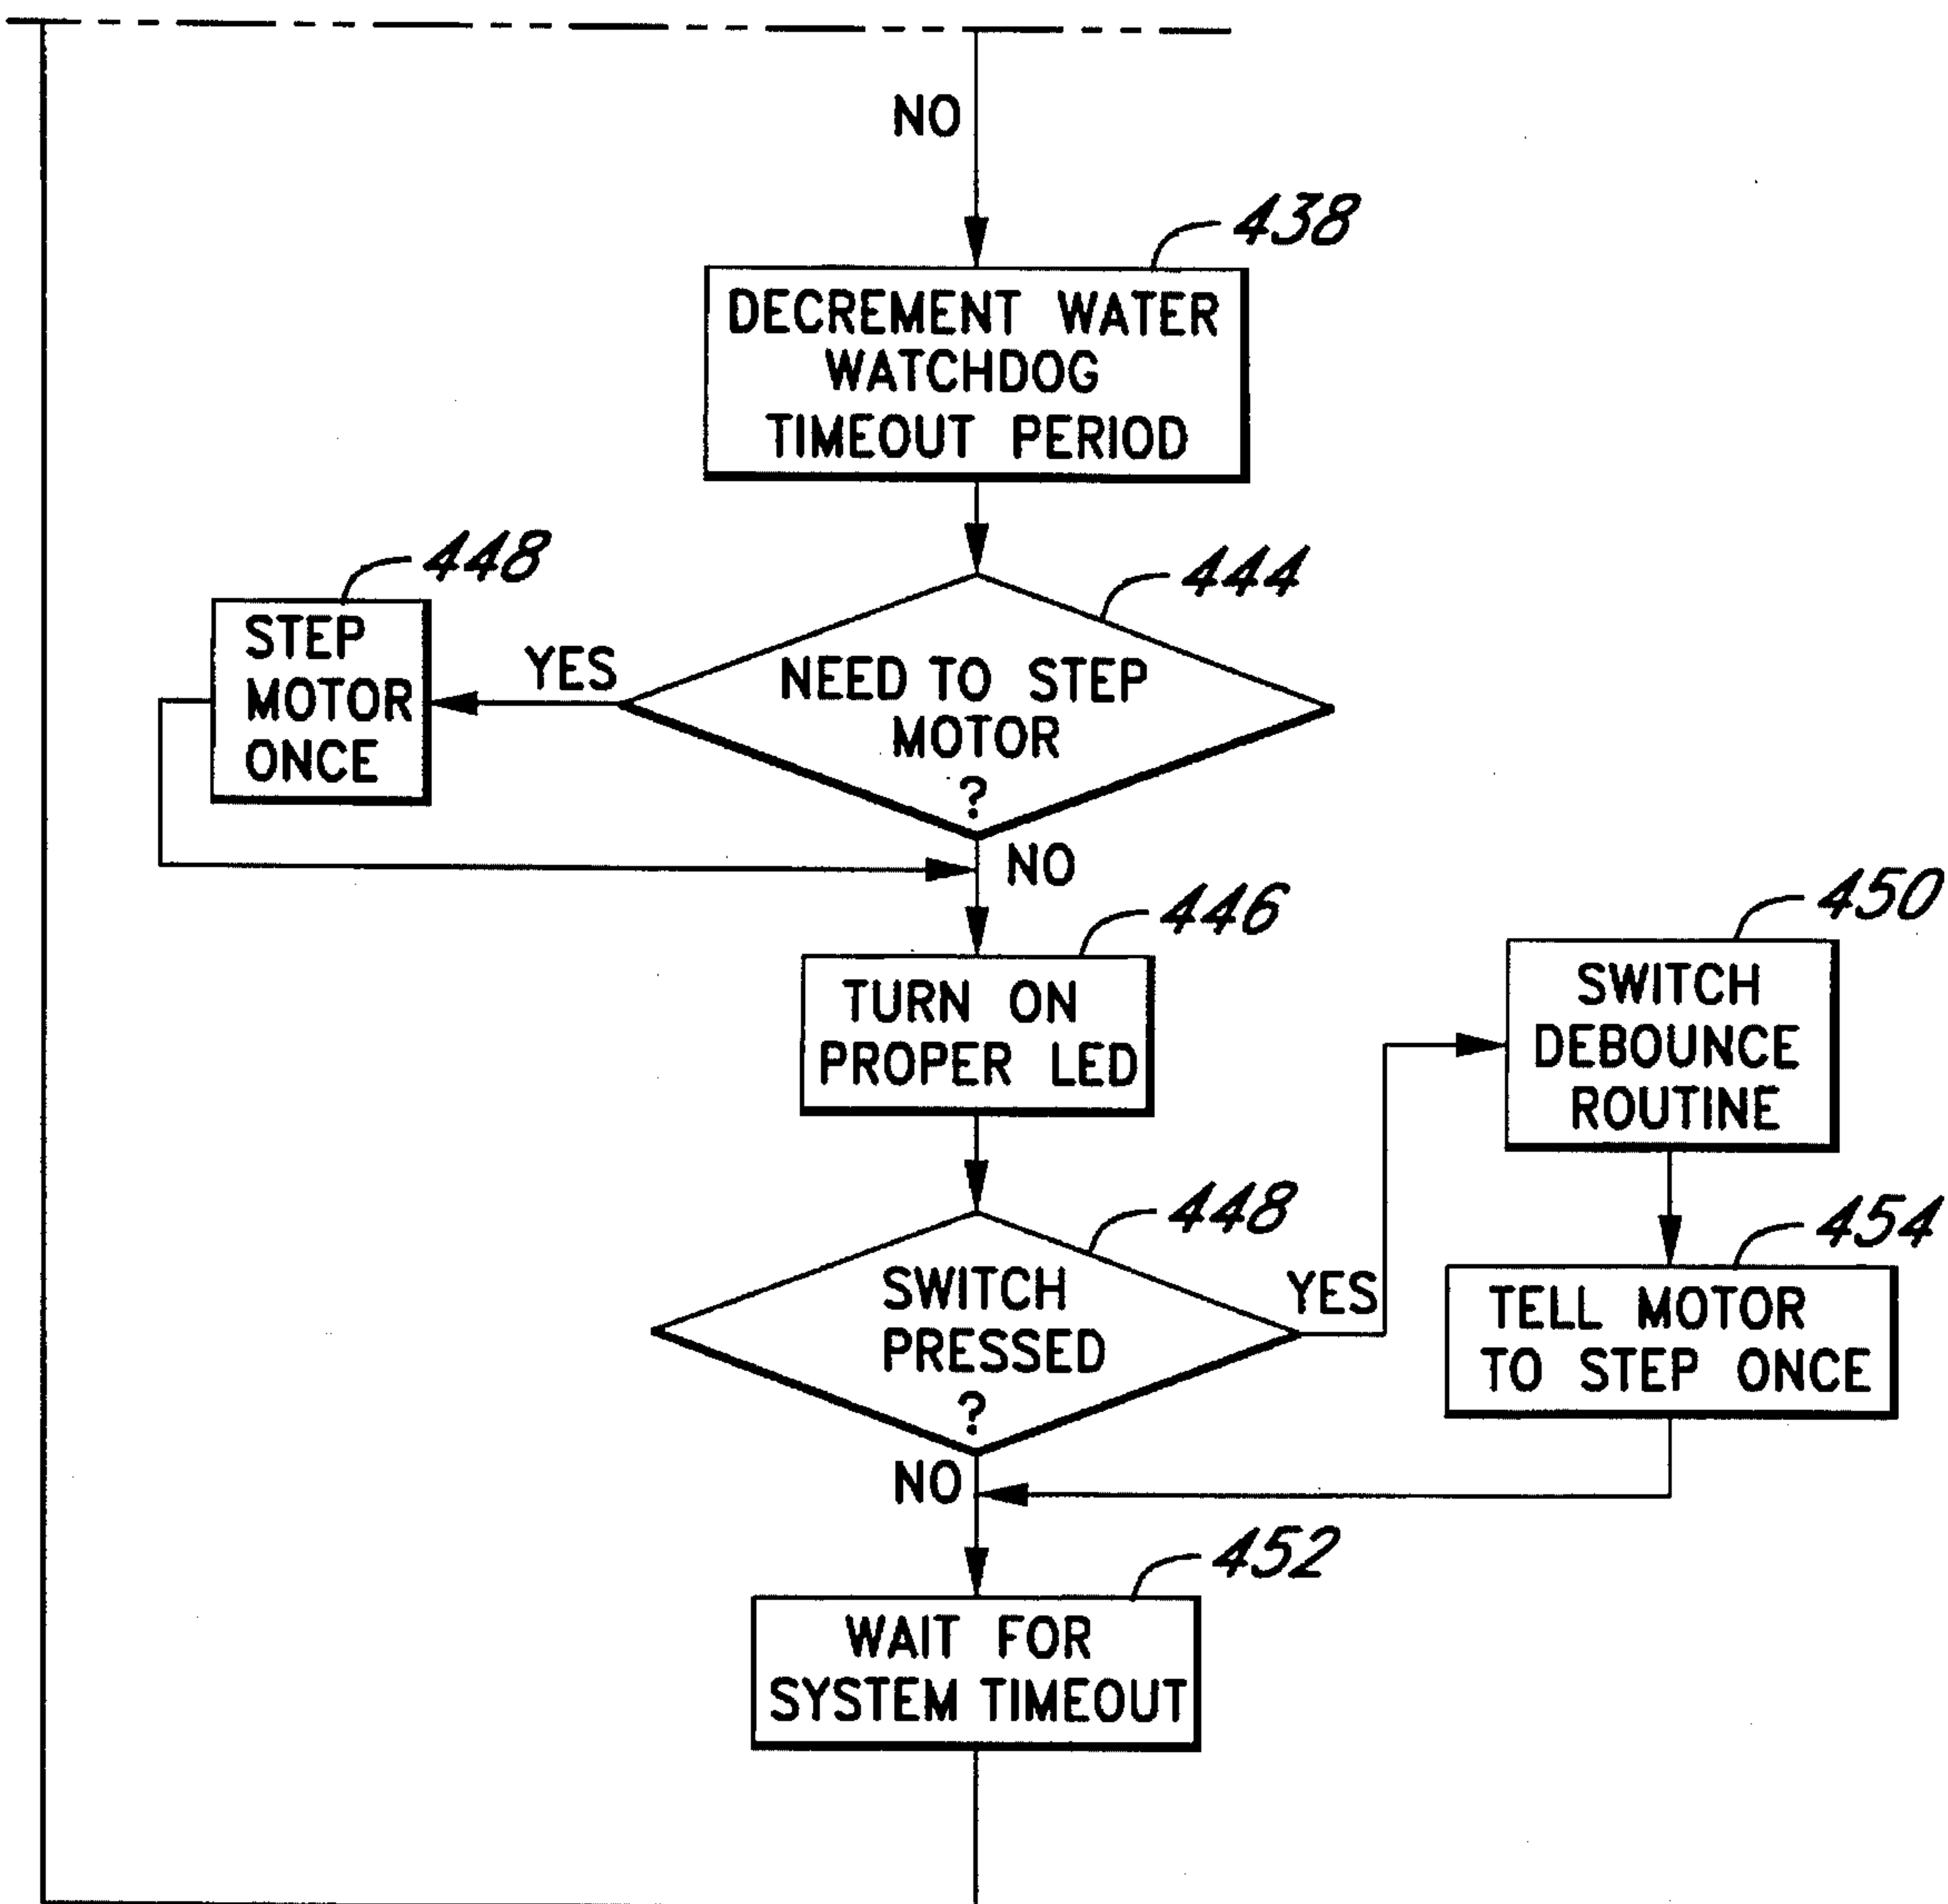 NO
438
DECREMENT WATER
WATCHDOG
TIMEOUT PERIOD
448
STEP
MOTOR
ONCE
YES
444
NEED TO STEP
MOTOR
?
NO
446
TURN ON
PROPER LED
450
SWITCH
DEBOUNCE
ROUTINE
448
SWITCH
PRESSED
?
YES
454
TELL MOTOR
TO STEP ONCE
NO
452
WAIT FOR
SYSTEM TIMEOUT